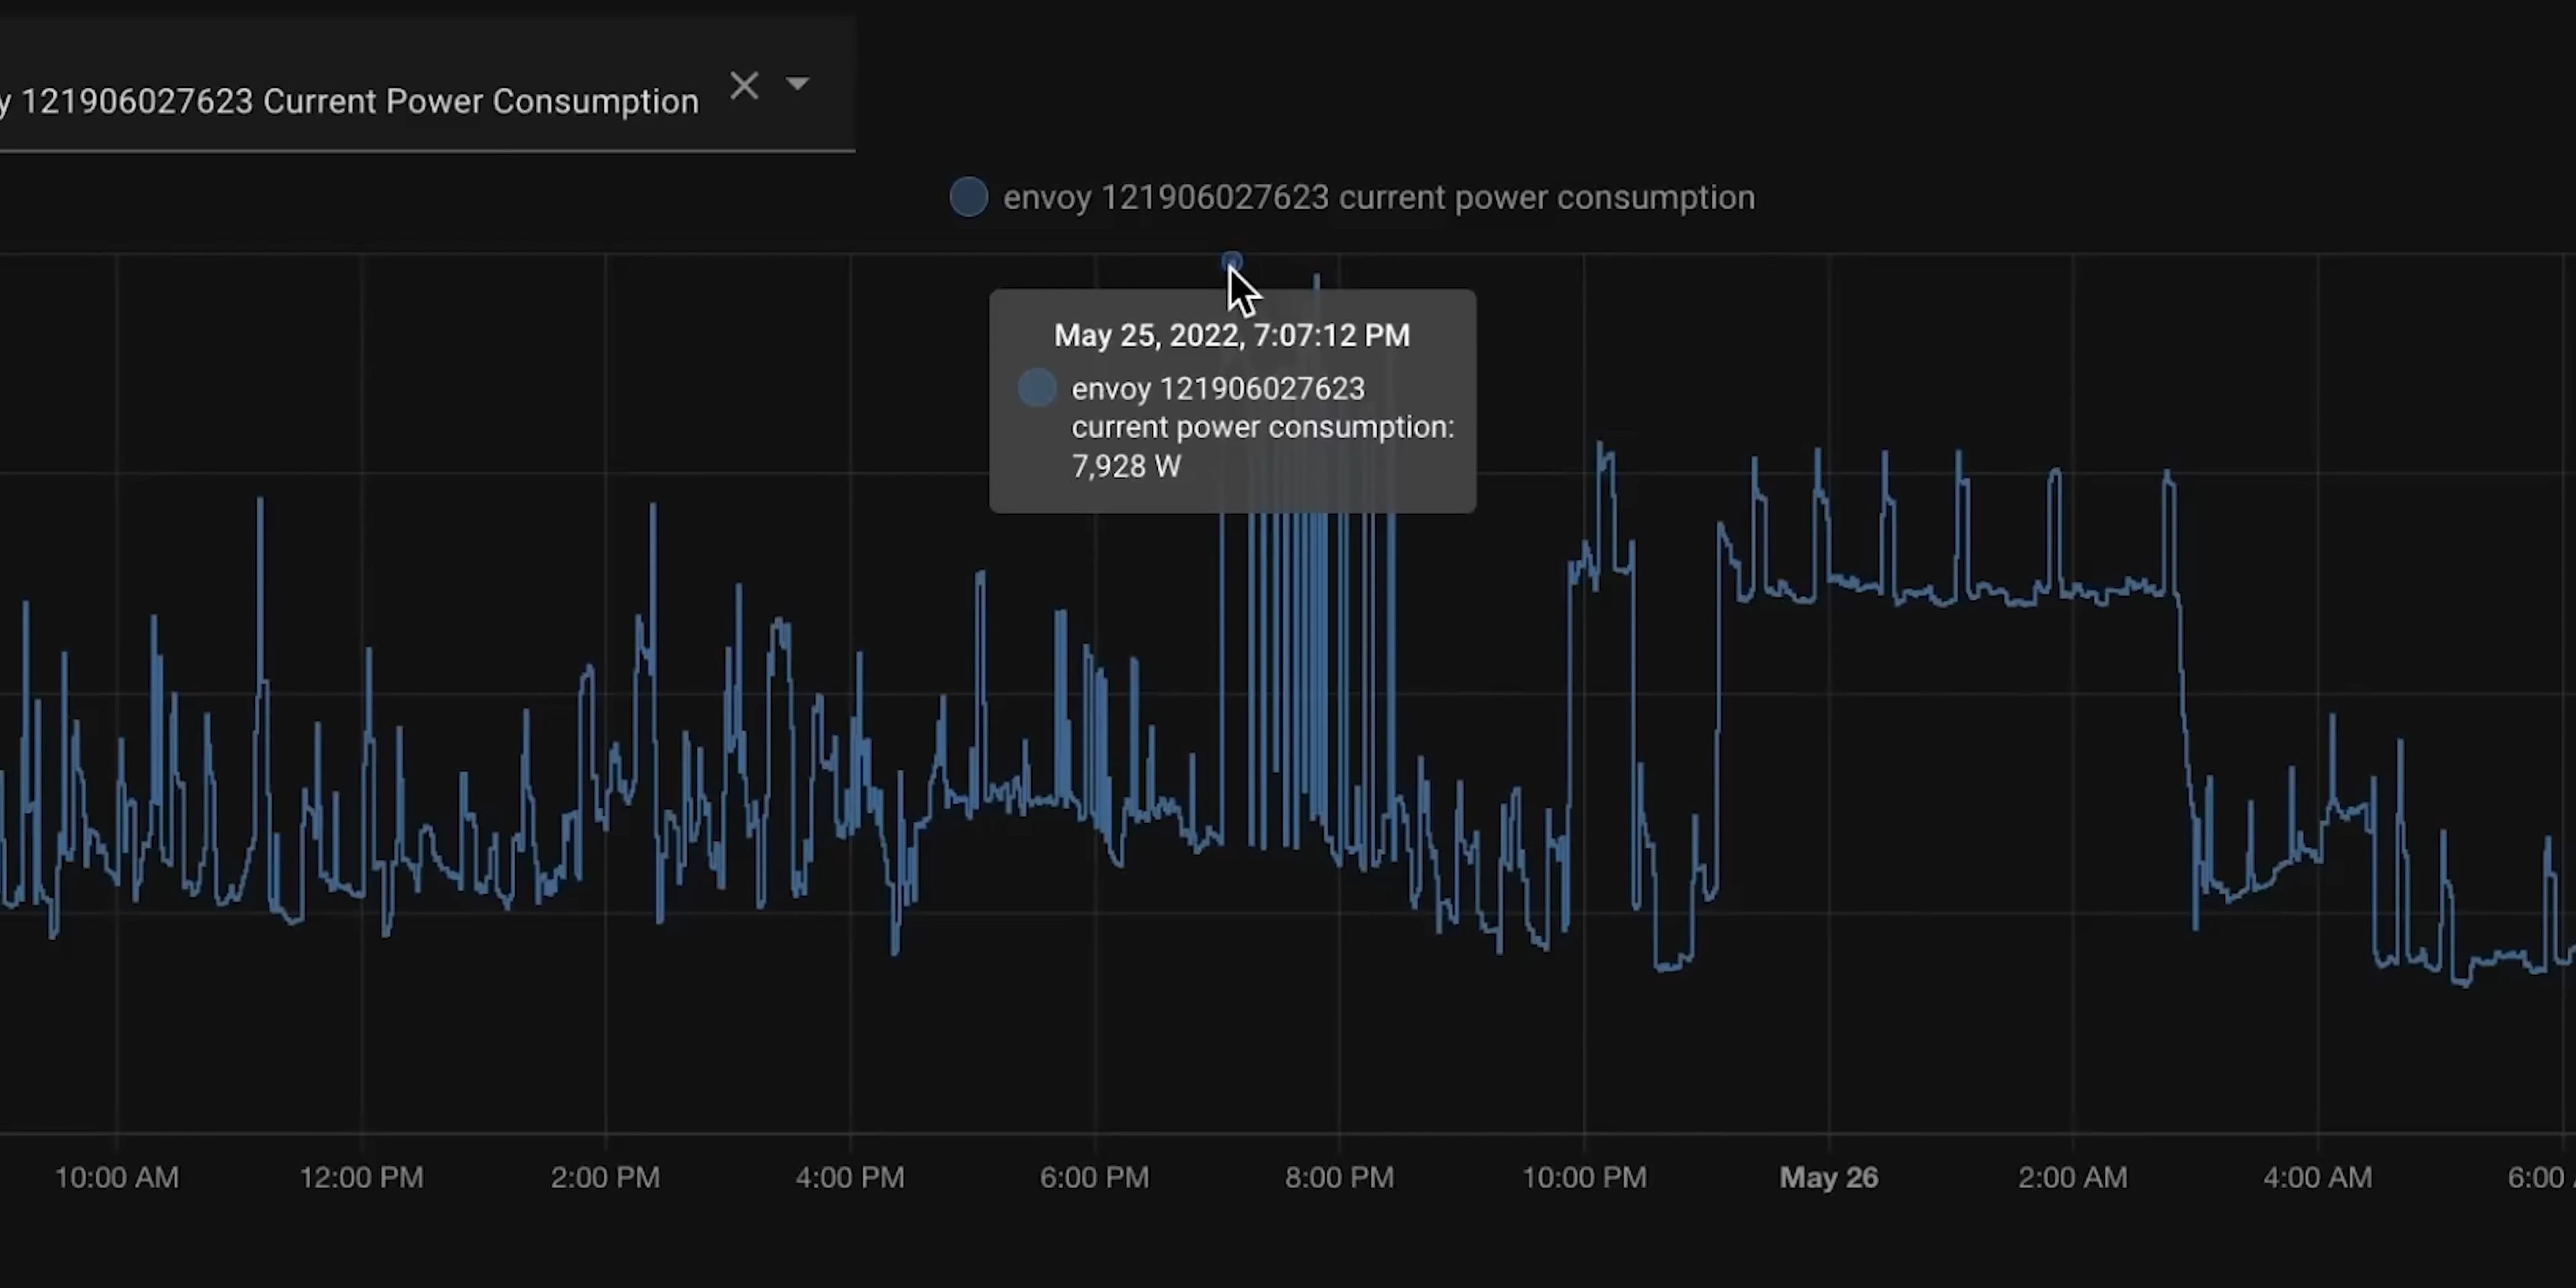 y 121906027623 Current Power Consumption
envoy 121906027623 current power consumption
May 25, 2022, 7:07:12 PM
envoy 121906027623
current power consumption:
7,928 W
10:00 AM 12:00 PM 2:00 PM 4:00 PM 6:00 PM 8:00 PM 10:00 PM May 26 2:00 AM 4:00 AM 6:00